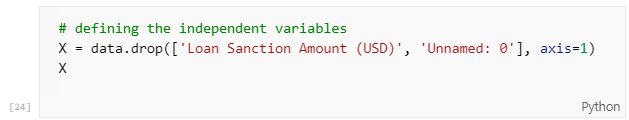 # defining the independent variables
X = data.drop(['Loan Sanction Amount (USD)', 'Unnamed: 0'], axis=1)
X
[24]
Python